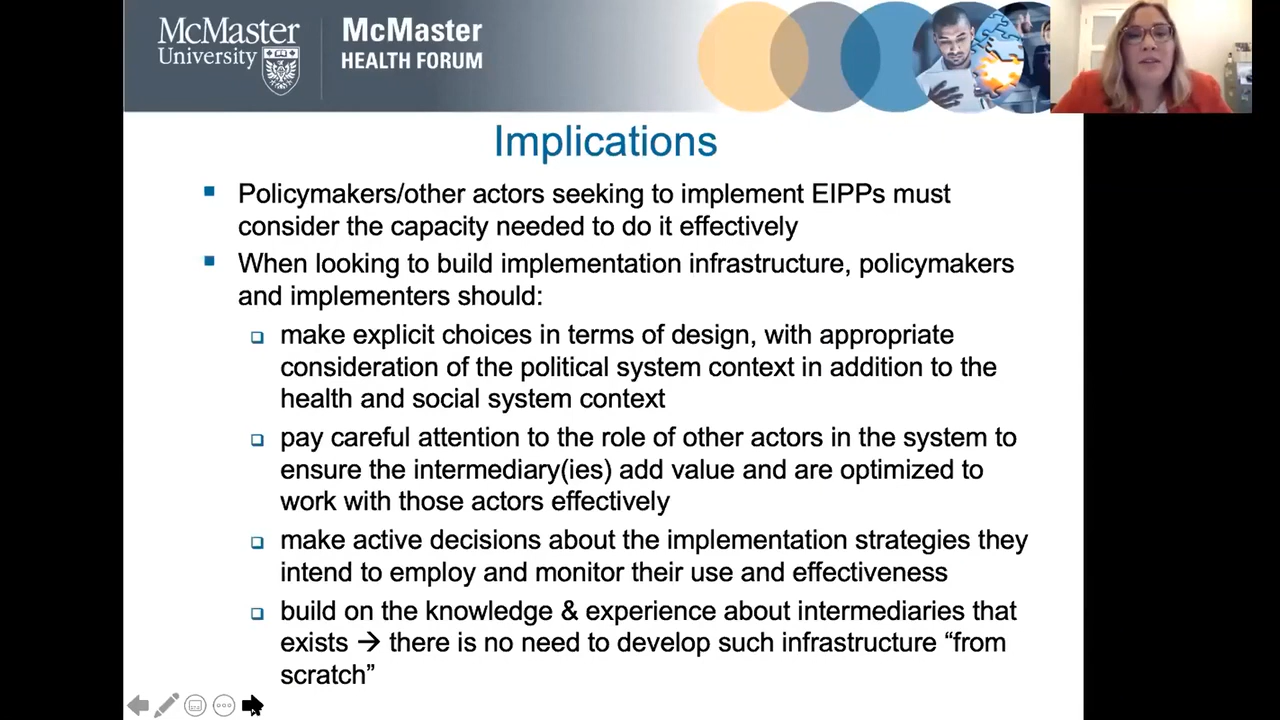 McMaster
University
McMaster
HEALTH FORUM
Implications
Policymakers/other actors seeking to implement EIPPs must
consider the capacity needed to do it effectively
When looking to build implementation infrastructure, policymakers
and implementers should:
make explicit choices in terms of design, with appropriate
consideration of the political system context in addition to the
health and social system context
pay careful attention to the role of other actors in the system to
ensure the intermediary(ies) add value and are optimized to
work with those actors effectively
make active decisions about the implementation strategies they
intend to employ and monitor their use and effectiveness
build on the knowledge & experience about intermediaries that
exists → there is no need to develop such infrastructure “from
scratch”